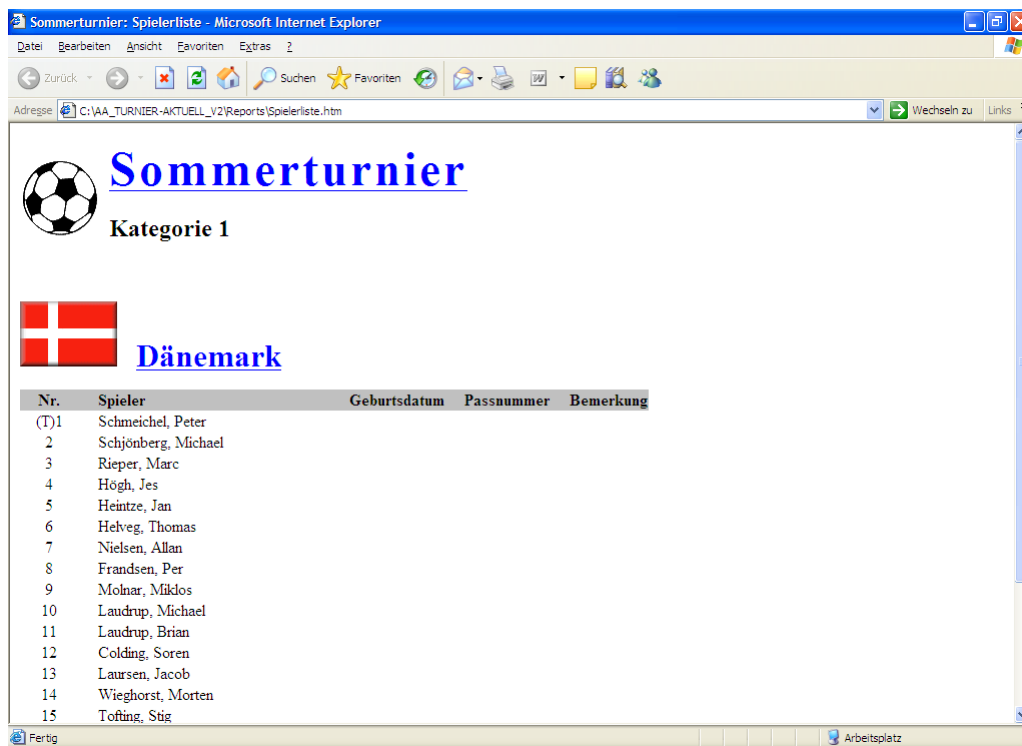 Sommerturnier: Spielerliste - Microsoft Internet Explorer
Datei Bearbeiten Ansicht Favoriten Extras ?
Zurück Suchen Favoriten
Adresse C:\AA_TURNIER-AKTUELL_V2\Reports\Spielerliste.htm Wechseln zu Links
Sommerturnier
Kategorie 1
Dänemark
Nr. Spieler Geburtsdatum Passnummer Bemerkung
(T)1 Schmeichel, Peter
2 Schjönberg, Michael
3 Rieper, Marc
4 Högh, Jes
5 Heintze, Jan
6 Helveg, Thomas
7 Nielsen, Allan
8 Frandsen, Per
9 Molnar, Miklos
10 Laudrup, Michael
11 Laudrup, Brian
12 Colding, Soren
13 Laursen, Jacob
14 Wieghorst, Morten
15 Tofting, Stig
Fertig Arbeitsplatz